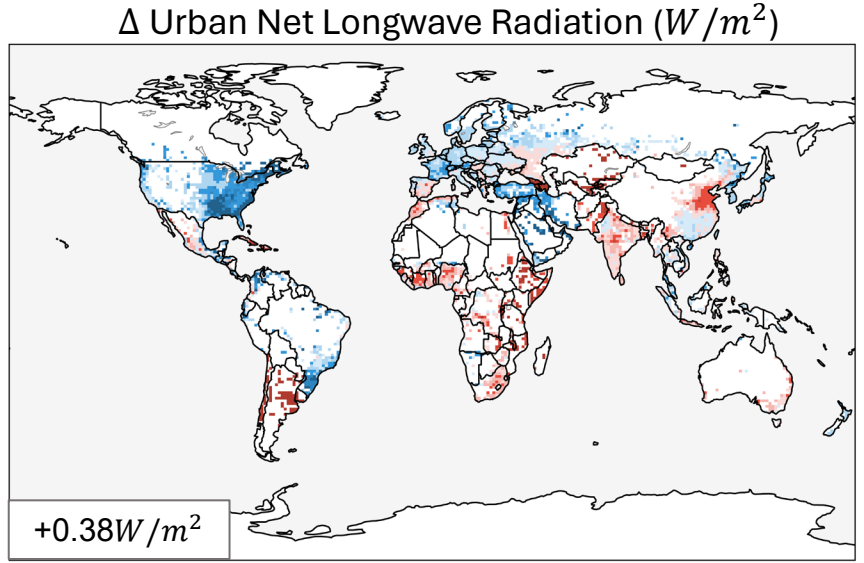 Δ Urban Net Longwave Radiation (W/m²)
+0.38W/m²